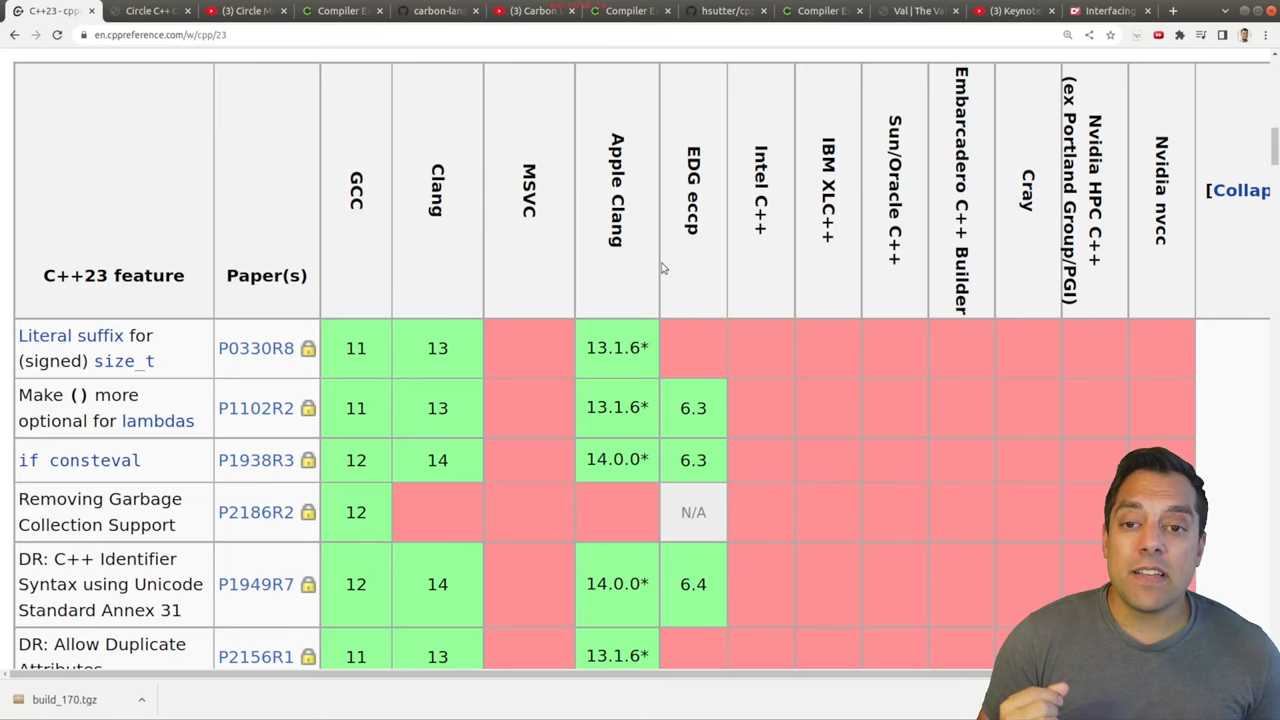 C++23 - cpp
Circle C++ C
(3) Circle M
Compiler E
carbon-lan
(3) Carbon
Compiler E
hsutter/cpp
Compiler E
Val | The Val
(3) Keynote
Interfacing
en.cppreference.com/w/cpp/23
C++23 feature
Paper(s)
GCC
Clang
MSVC
Apple Clang
EDG eccp
Intel C++
IBM XLC++
Sun/Oracle C++
Embarcadero C++ Builder
Cray
Nvidia HPC C++
(ex Portland Group/PGI)
Nvidia nvcc
[Collap
Literal suffix for
(signed) size_t
P0330R8 11 13 13.1.6*
Make () more
optional for lambdas
P1102R2 11 13 13.1.6* 6.3
if consteval P1938R3 12 14 14.0.0* 6.3
Removing Garbage
Collection Support
P2186R2 12 N/A
DR: C++ Identifier
Syntax using Unicode
Standard Annex 31
P1949R7 12 14 14.0.0* 6.4
DR: Allow Duplicate
Attributes
P2156R1 11 13 13.1.6*
build_170.tgz